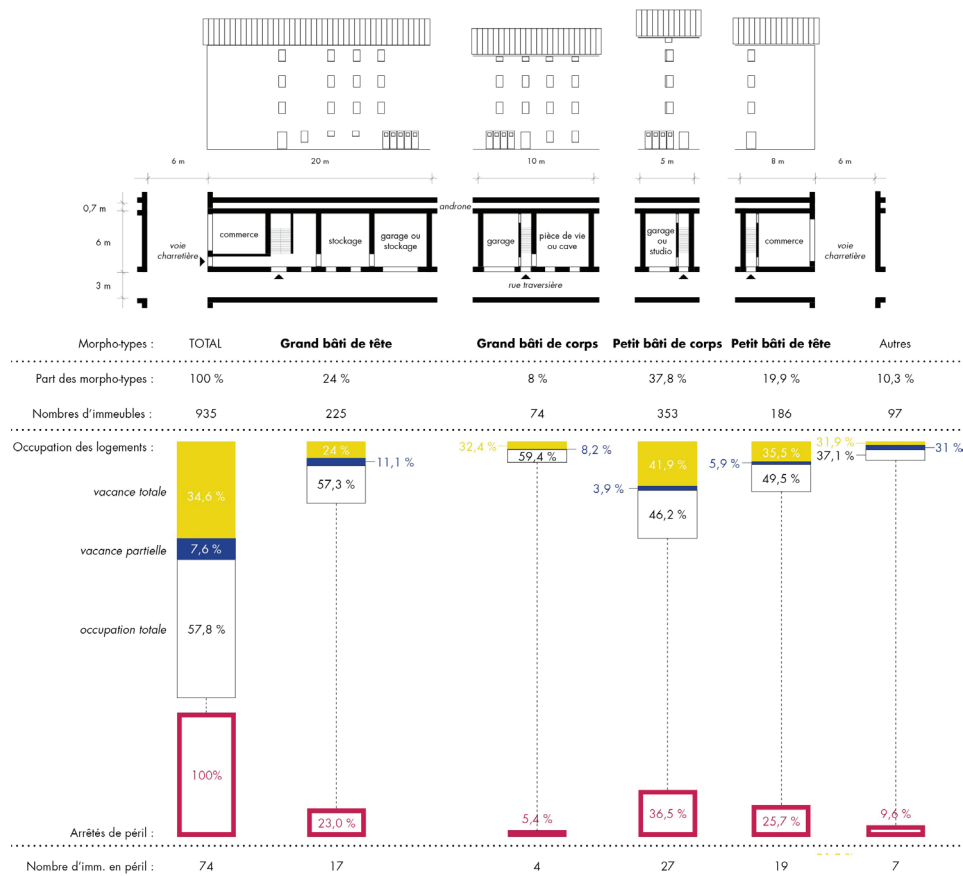 6 m 20 m 10 m 5 m 8 m 6 m
0,7 m
androne
6 m
commerce
stockage
garage ou
stockage
garage
pièce de vie
ou cave
garage
ou
studio
commerce
voie
charretière
voie
charretière
3 m
rue traversière
Morpho-types : TOTAL Grand bâti de tête Grand bâti de corps Petit bâti de corps Petit bâti de tête Autres
Part des morpho-types : 100 % 24 % 8 % 37,8 % 19,9 % 10,3 %
Nombres d'immeubles : 935 225 74 353 186 97
Occupation des logements : 24 % 32,4 % 8,2 % 35,5 % 31,9 % 31 %
11,1 % 59,4 % 41,9 % 5,9 % 37,1 %
vacance totale 34,6 % 57,3 % 3,9 % 49,5 %
46,2 %
vacance partielle 7,6 %
occupation totale 57,8 %
100%
23,0 % 5,4 % 36,5 % 25,7 % 9,6 %
Arrêtés de péril :
Nombre d'imm. en péril : 74 17 4 27 19 7